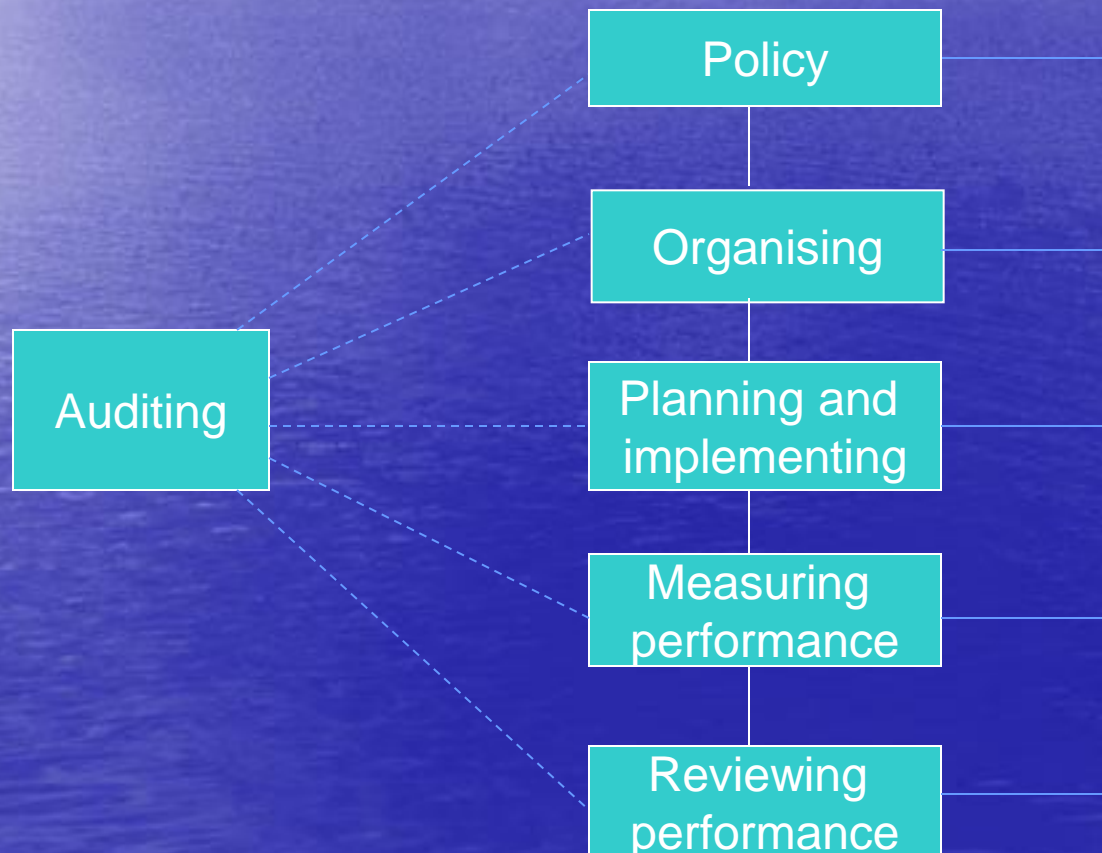 Policy
Organising
Auditing
Planning and
implementing
Measuring
performance
Reviewing
performance